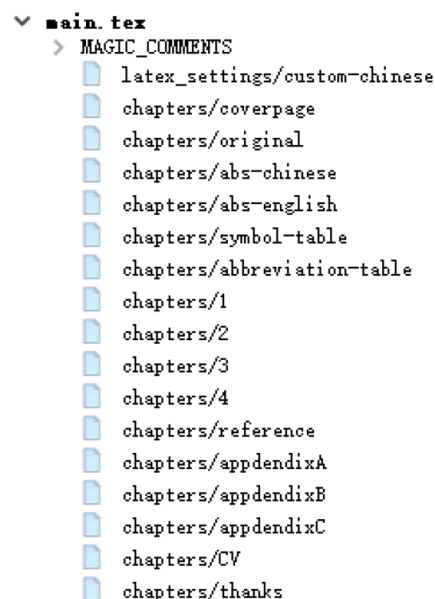 main.tex
MAGIC_COMMENTS
latex_settings/custom-chinese
chapters/coverpage
chapters/original
chapters/abs-chinese
chapters/abs-english
chapters/symbol-table
chapters/abbreviation-table
chapters/1
chapters/2
chapters/3
chapters/4
chapters/reference
chapters/appdendixA
chapters/appdendixB
chapters/appdendixC
chapters/CV
chapters/thanks